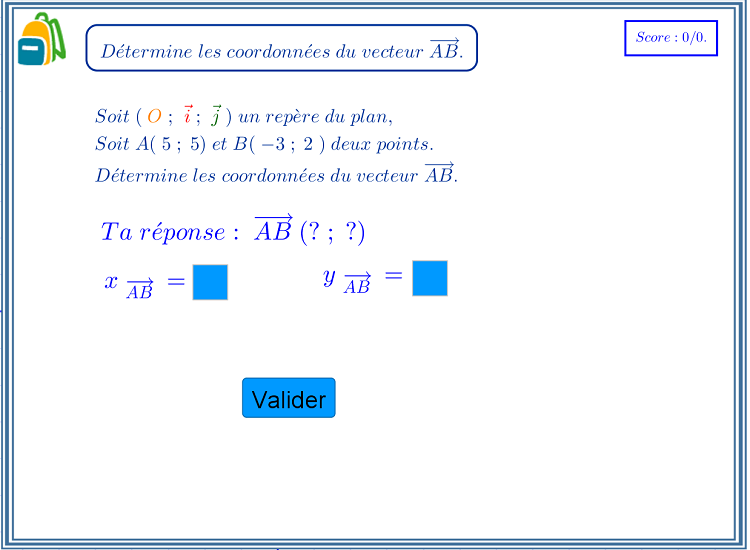 Détermine les coordonnées du vecteur $\overrightarrow{AB}$.
Score : 0/0.
Soit ( O ; $\vec{i}$ ; $\vec{j}$ ) un repère du plan,
Soit A( 5 ; 5) et B( −3 ; 2 ) deux points.
Détermine les coordonnées du vecteur $\overrightarrow{AB}$.
Ta réponse : $\overrightarrow{AB}$ (? ; ?)
$x_{\overrightarrow{AB}}$ = $y_{\overrightarrow{AB}}$ =
Valider